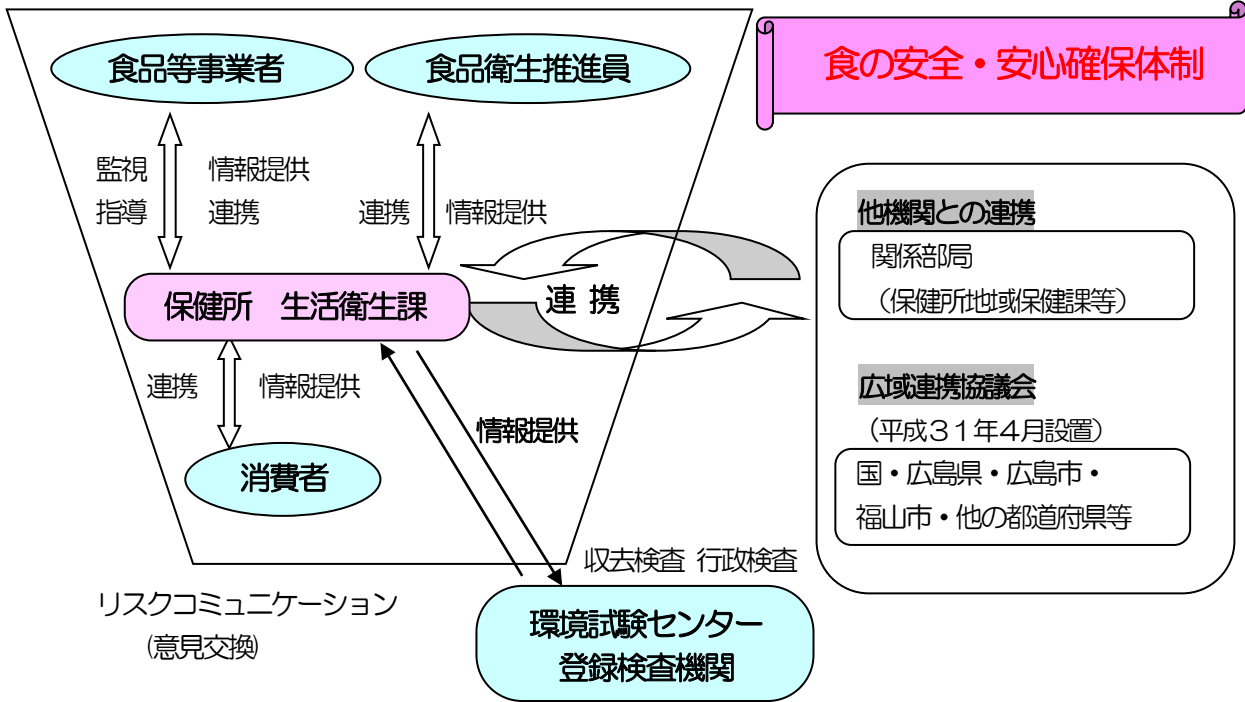 食の安全・安心確保体制
食品等事業者
食品衛生推進員
監視
指導
情報提供
連携
連携
情報提供
保健所　生活衛生課
連 携
連携
情報提供
消費者
情報提供
収去検査 行政検査
環境試験センター
登録検査機関
リスクコミュニケーション
(意見交換)
他機関との連携
関係部局
（保健所地域保健課等）
広域連携協議会
（平成３１年４月設置）
国・広島県・広島市・
福山市・他の都道府県等